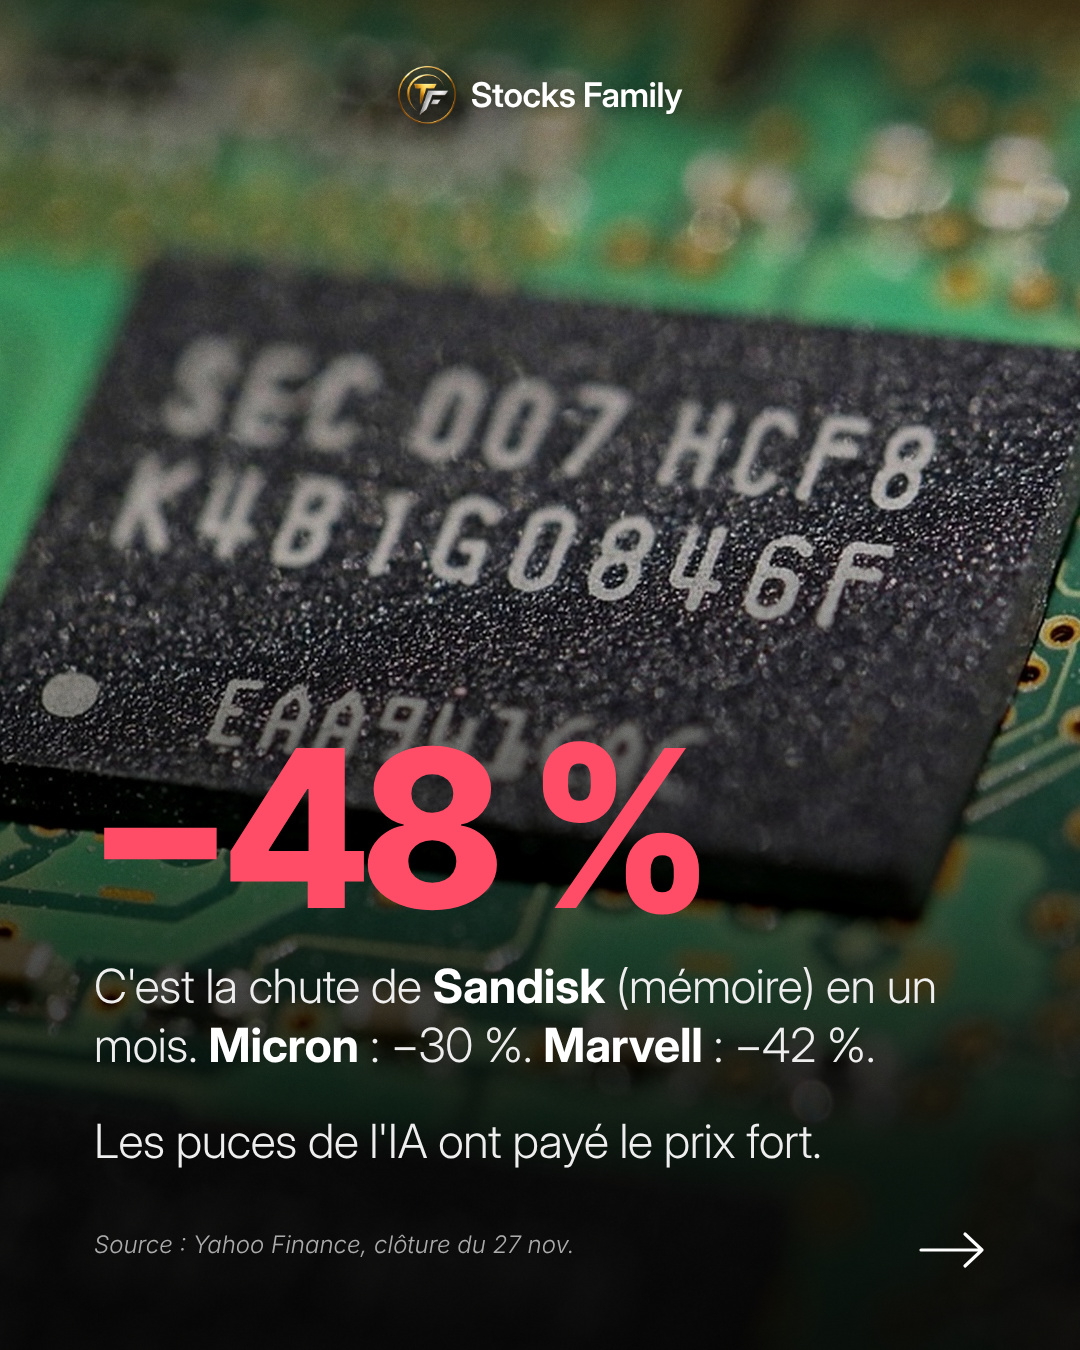 Stocks Family
SEC 007 HCF8
K4B1G0846F
−48 %
C'est la chute de Sandisk (mémoire) en un
mois. Micron : −30 %. Marvell : −42 %.
Les puces de l'IA ont payé le prix fort.
Source : Yahoo Finance, clôture du 27 nov.